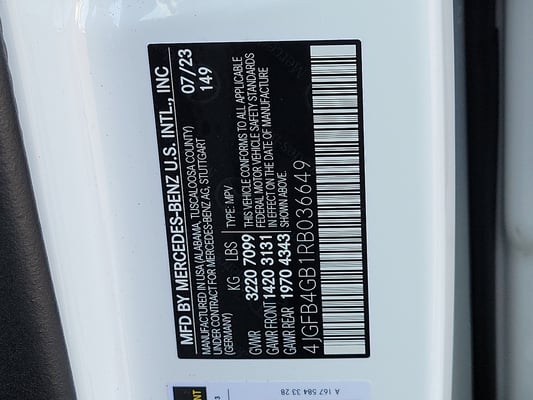 MFD BY MERCEDES-BENZ U.S. INTL., INC 07/23
MANUFACTURED IN USA (ALABAMA, TUSCALOOSA COUNTY) 149
UNDER CONTRACT FOR MERCEDES-BENZ AG, STUTTGART
(GERMANY)
KG LBS TYPE: MPV
GVWR 3220 7099 THIS VEHICLE CONFORMS TO ALL APPLICABLE
GAWR FRONT 1420 3131 FEDERAL MOTOR VEHICLE SAFETY STANDARDS
IN EFFECT ON THE DATE OF MANUFACTURE
GAWR REAR 1970 4343 SHOWN ABOVE.
4JGFB4GB1RB036649
A 167 584 33 28